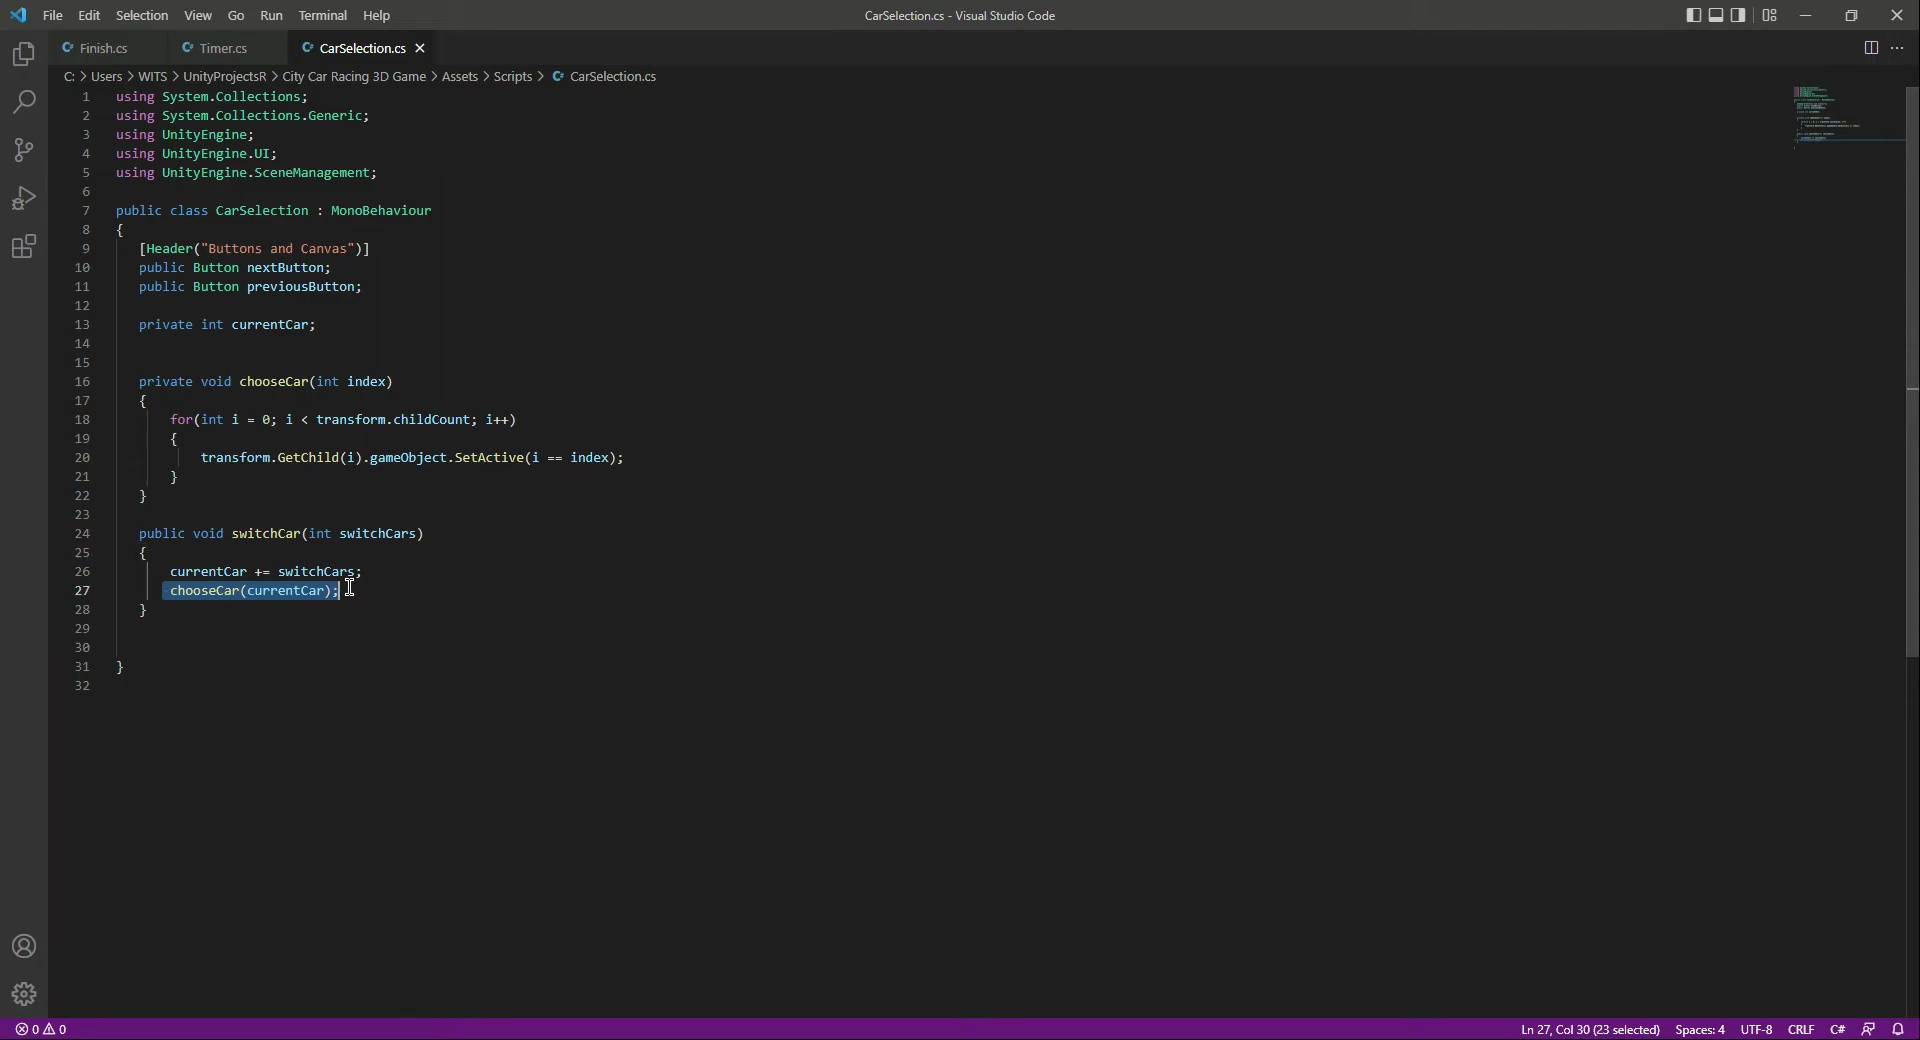 File Edit Selection View Go Run Terminal Help CarSelection.cs - Visual Studio Code
Finish.cs Timer.cs CarSelection.cs
C: > Users > WITS > UnityProjectsR > City Car Racing 3D Game > Assets > Scripts > CarSelection.cs
1 using System.Collections;
2 using System.Collections.Generic;
3 using UnityEngine;
4 using UnityEngine.UI;
5 using UnityEngine.SceneManagement;
6
7 public class CarSelection : MonoBehaviour
8 {
9 [Header("Buttons and Canvas")]
10 public Button nextButton;
11 public Button previousButton;
12
13 private int currentCar;
14
15
16 private void chooseCar(int index)
17 {
18 for(int i = 0; i < transform.childCount; i++)
19 {
20 transform.GetChild(i).gameObject.SetActive(i == index);
21 }
22 }
23
24 public void switchCar(int switchCars)
25 {
26 currentCar += switchCars;
27 chooseCar(currentCar);
28 }
29
30
31 }
32
0 0 Ln 27, Col 30 (23 selected) Spaces: 4 UTF-8 CRLF C#